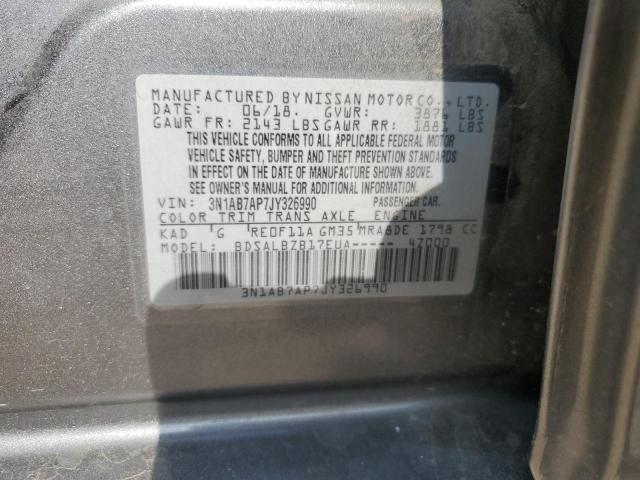 MANUFACTURED BY NISSAN MOTOR CO., LTD.
DATE: 06/18. GVWR: 3876 LBS
GAWR FR: 2143 LBS GAWR RR: 1881 LBS
THIS VEHICLE CONFORMS TO ALL APPLICABLE FEDERAL MOTOR
VEHICLE SAFETY, BUMPER AND THEFT PREVENTION STANDARDS
IN EFFECT ON THE DATE OF MANUFACTURE SHOWN ABOVE.
SEE OWNER'S MANUAL FOR ADDITIONAL INFORMATION.
VIN: 3N1AB7AP7JY326990 PASSENGER CAR.
COLOR TRIM TRANS AXLE ENGINE
KAD G RE0F11A GM35 MRA8DE 1798 CC
MODEL: BDSALBZB17EUA----- 4Z000
3N1AB7AP7JY326990